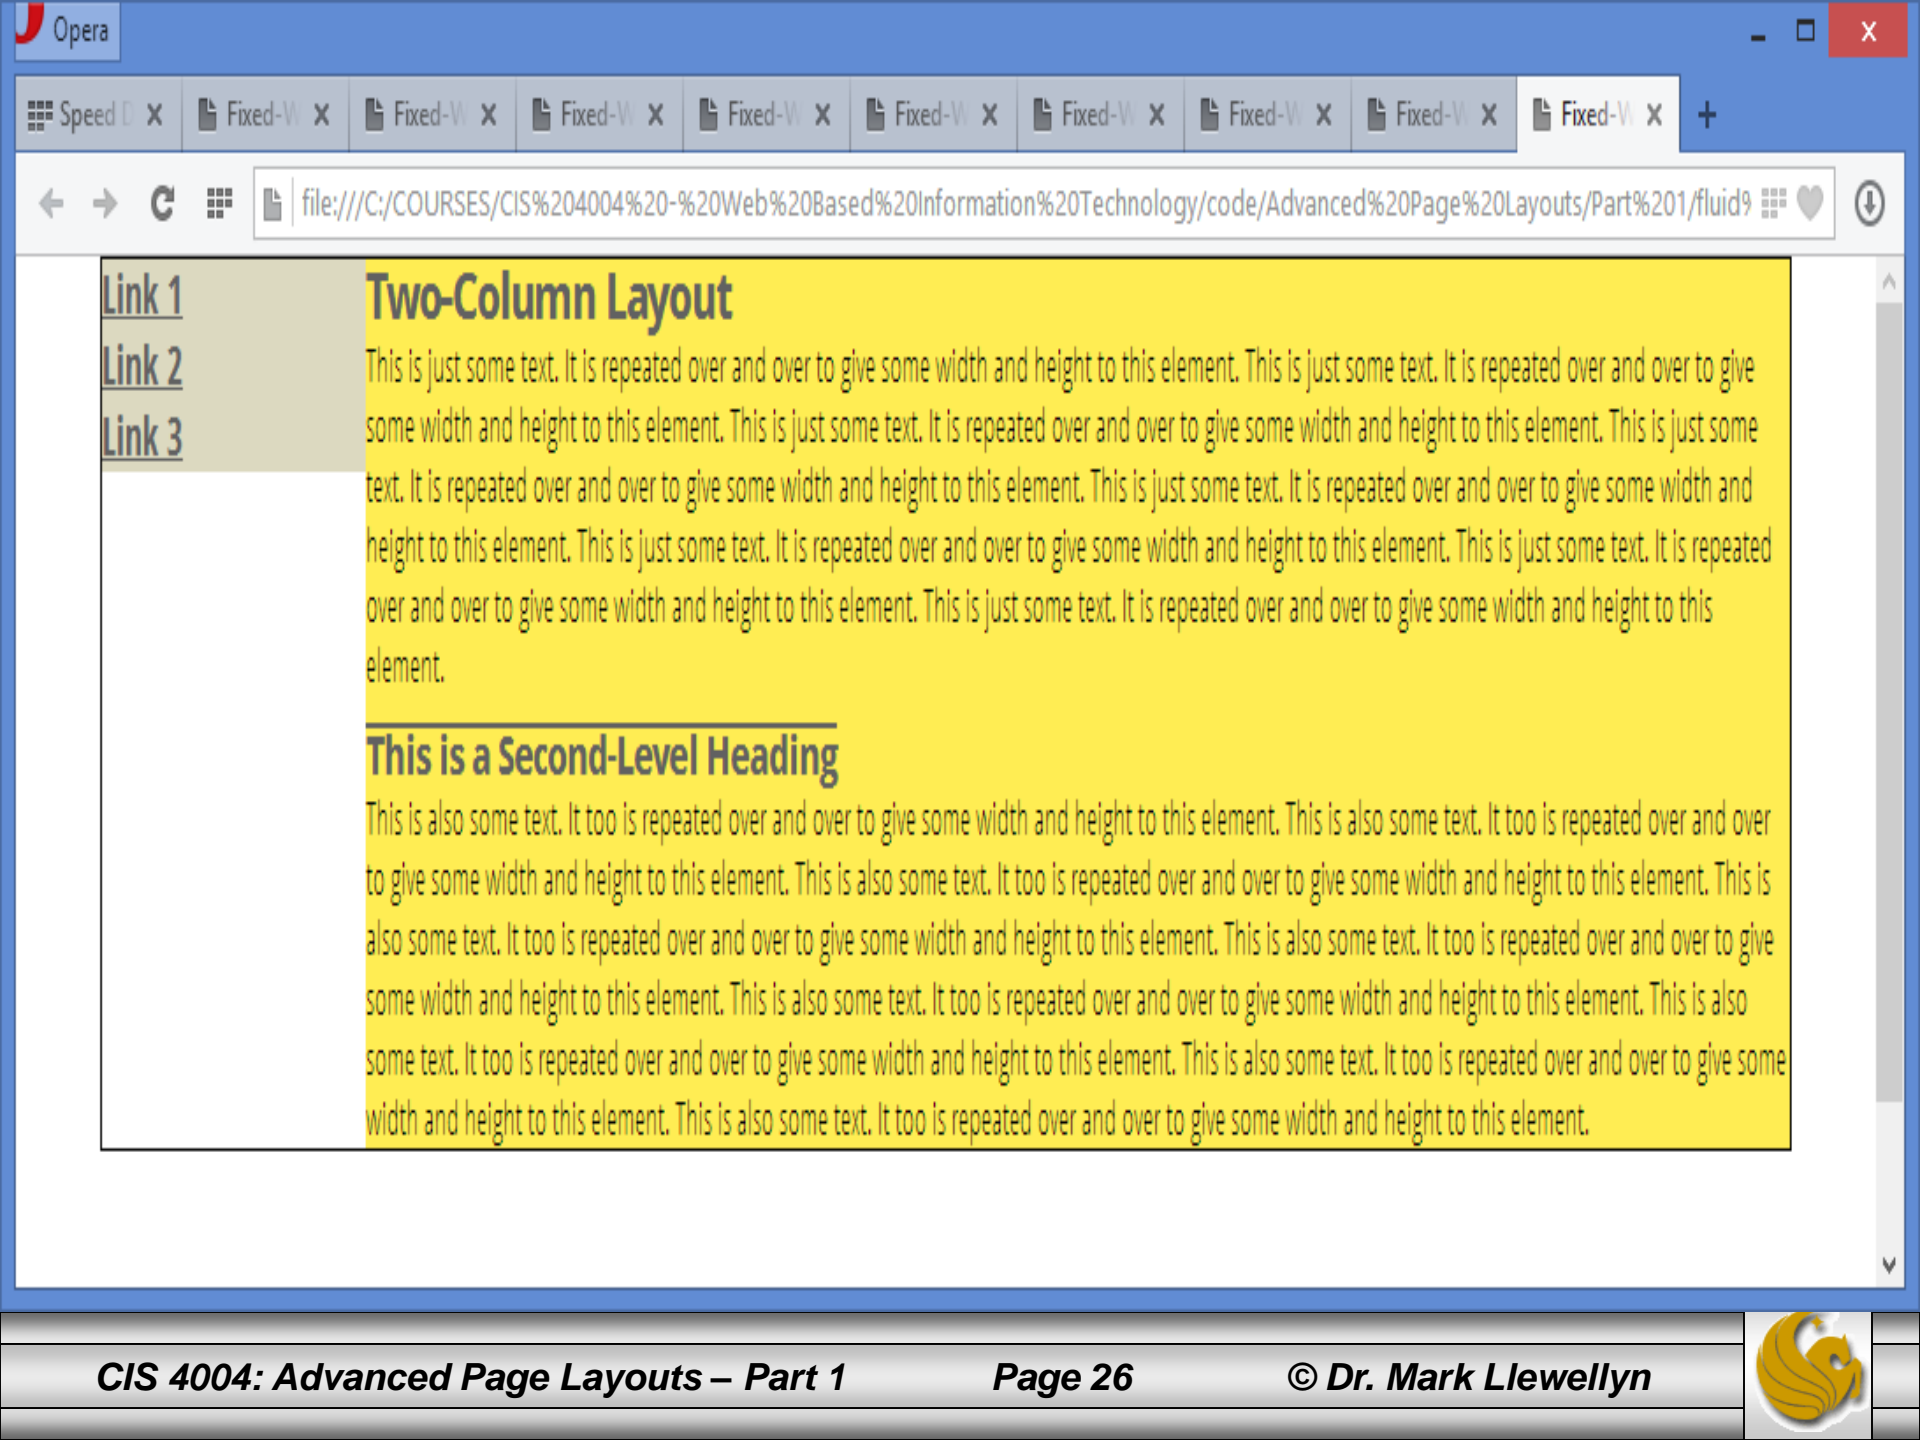 Opera
Speed D Fixed-W Fixed-W Fixed-W Fixed-W Fixed-W Fixed-W Fixed-W Fixed-W Fixed-W
file:///C:/COURSES/CIS%204004%20-%20Web%20Based%20Information%20Technology/code/Advanced%20Page%20Layouts/Part%201/fluid%
Link 1
Link 2
Link 3
Two-Column Layout
This is just some text. It is repeated over and over to give some width and height to this element. This is just some text. It is repeated over and over to give
some width and height to this element. This is just some text. It is repeated over and over to give some width and height to this element. This is just some
text. It is repeated over and over to give some width and height to this element. This is just some text. It is repeated over and over to give some width and
height to this element. This is just some text. It is repeated over and over to give some width and height to this element. This is just some text. It is repeated
over and over to give some width and height to this element. This is just some text. It is repeated over and over to give some width and height to this
element.
This is a Second-Level Heading
This is also some text. It too is repeated over and over to give some width and height to this element. This is also some text. It too is repeated over and over
to give some width and height to this element. This is also some text. It too is repeated over and over to give some width and height to this element. This is
also some text. It too is repeated over and over to give some width and height to this element. This is also some text. It too is repeated over and over to give
some width and height to this element. This is also some text. It too is repeated over and over to give some width and height to this element. This is also
some text. It too is repeated over and over to give some width and height to this element. This is also some text. It too is repeated over and over to give some
width and height to this element. This is also some text. It too is repeated over and over to give some width and height to this element.
CIS 4004: Advanced Page Layouts – Part 1 Page 26 © Dr. Mark Llewellyn